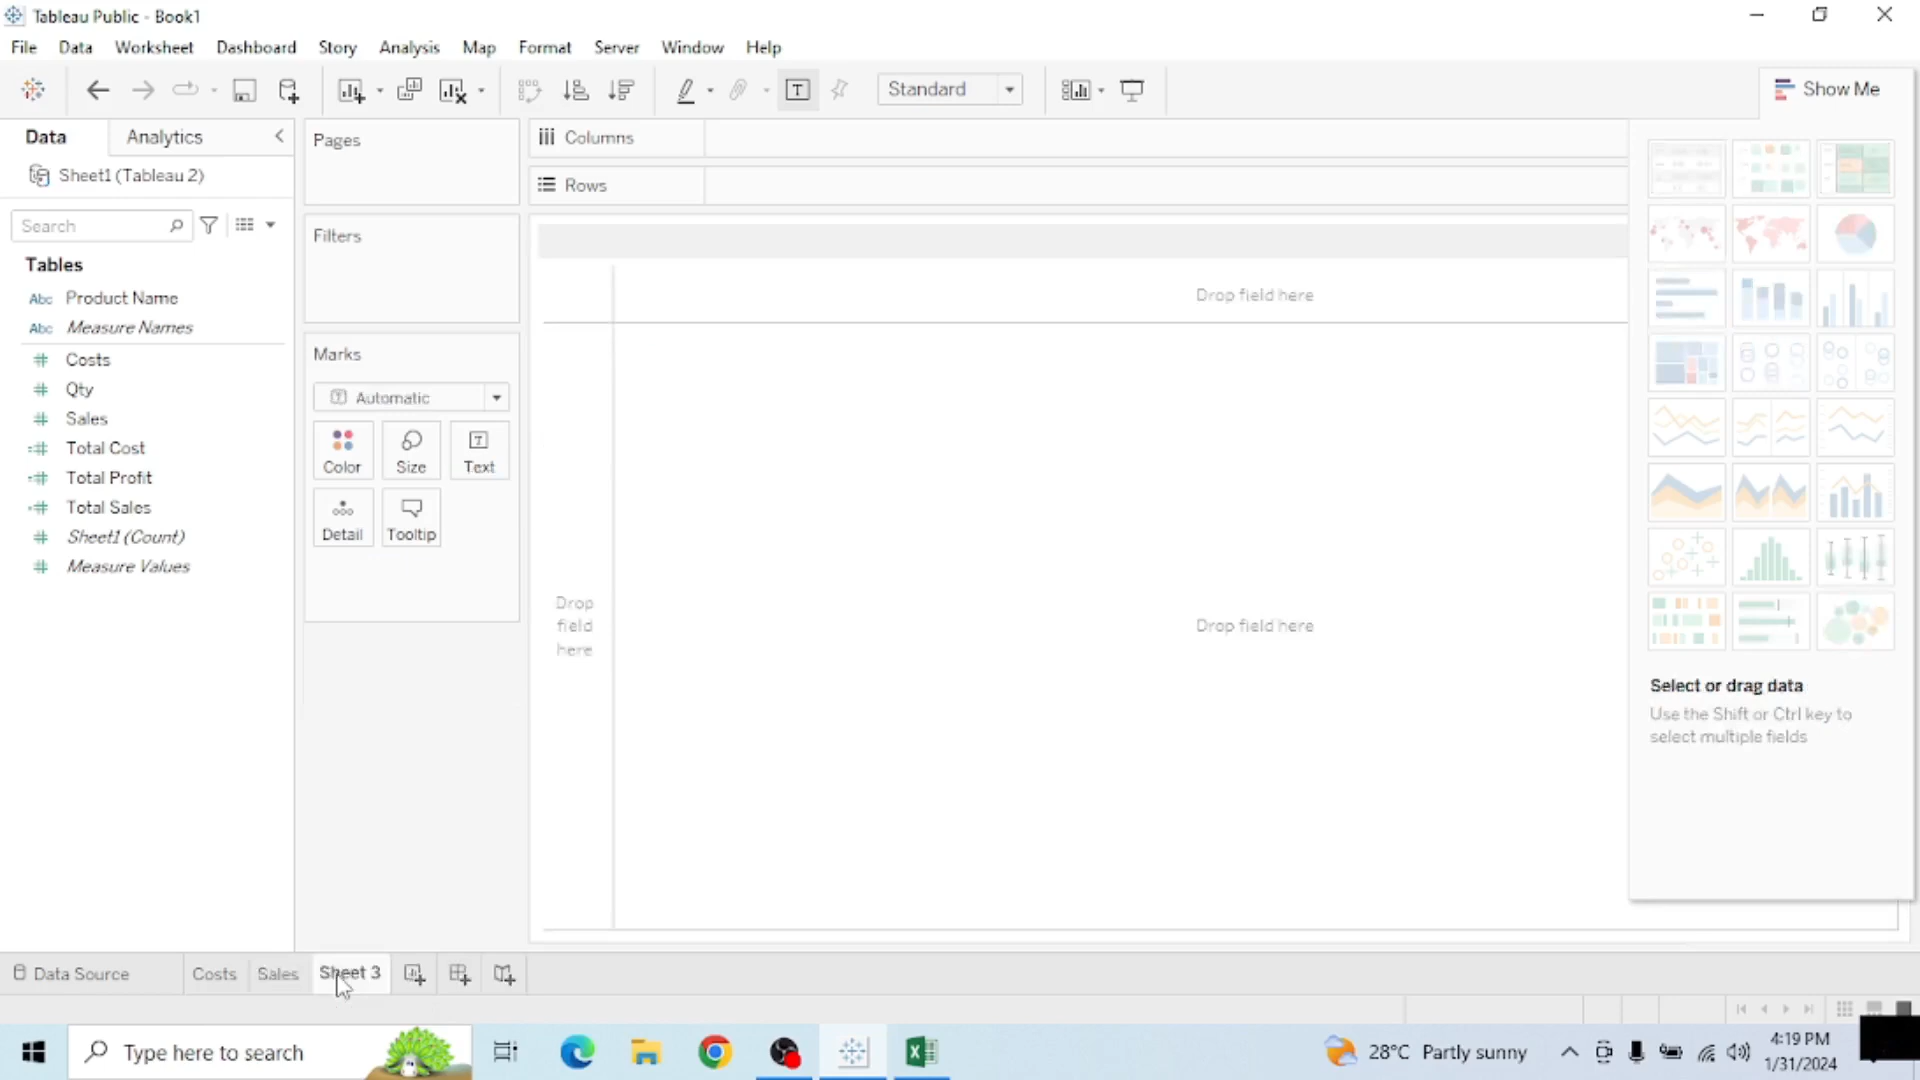 Tableau Public - Book1
File Data Worksheet Dashboard Story Analysis Map Format Server Window Help
Standard
Show Me
Data Analytics
Pages
Columns
Sheet1 (Tableau 2)
Rows
Search
Filters
Tables
Abc Product Name
Abc Measure Names
Drop field here
Marks
Costs
Automatic
Qty
Sales
Total Cost
Color Size Text
Total Profit
Total Sales
Detail Tooltip
Sheet1 (Count)
Measure Values
Drop
field
here
Drop field here
Select or drag data
Use the Shift or Ctrl key to
select multiple fields
Data Source Costs Sales Sheet 3
Type here to search
28°C Partly sunny
4:19 PM
1/31/2024